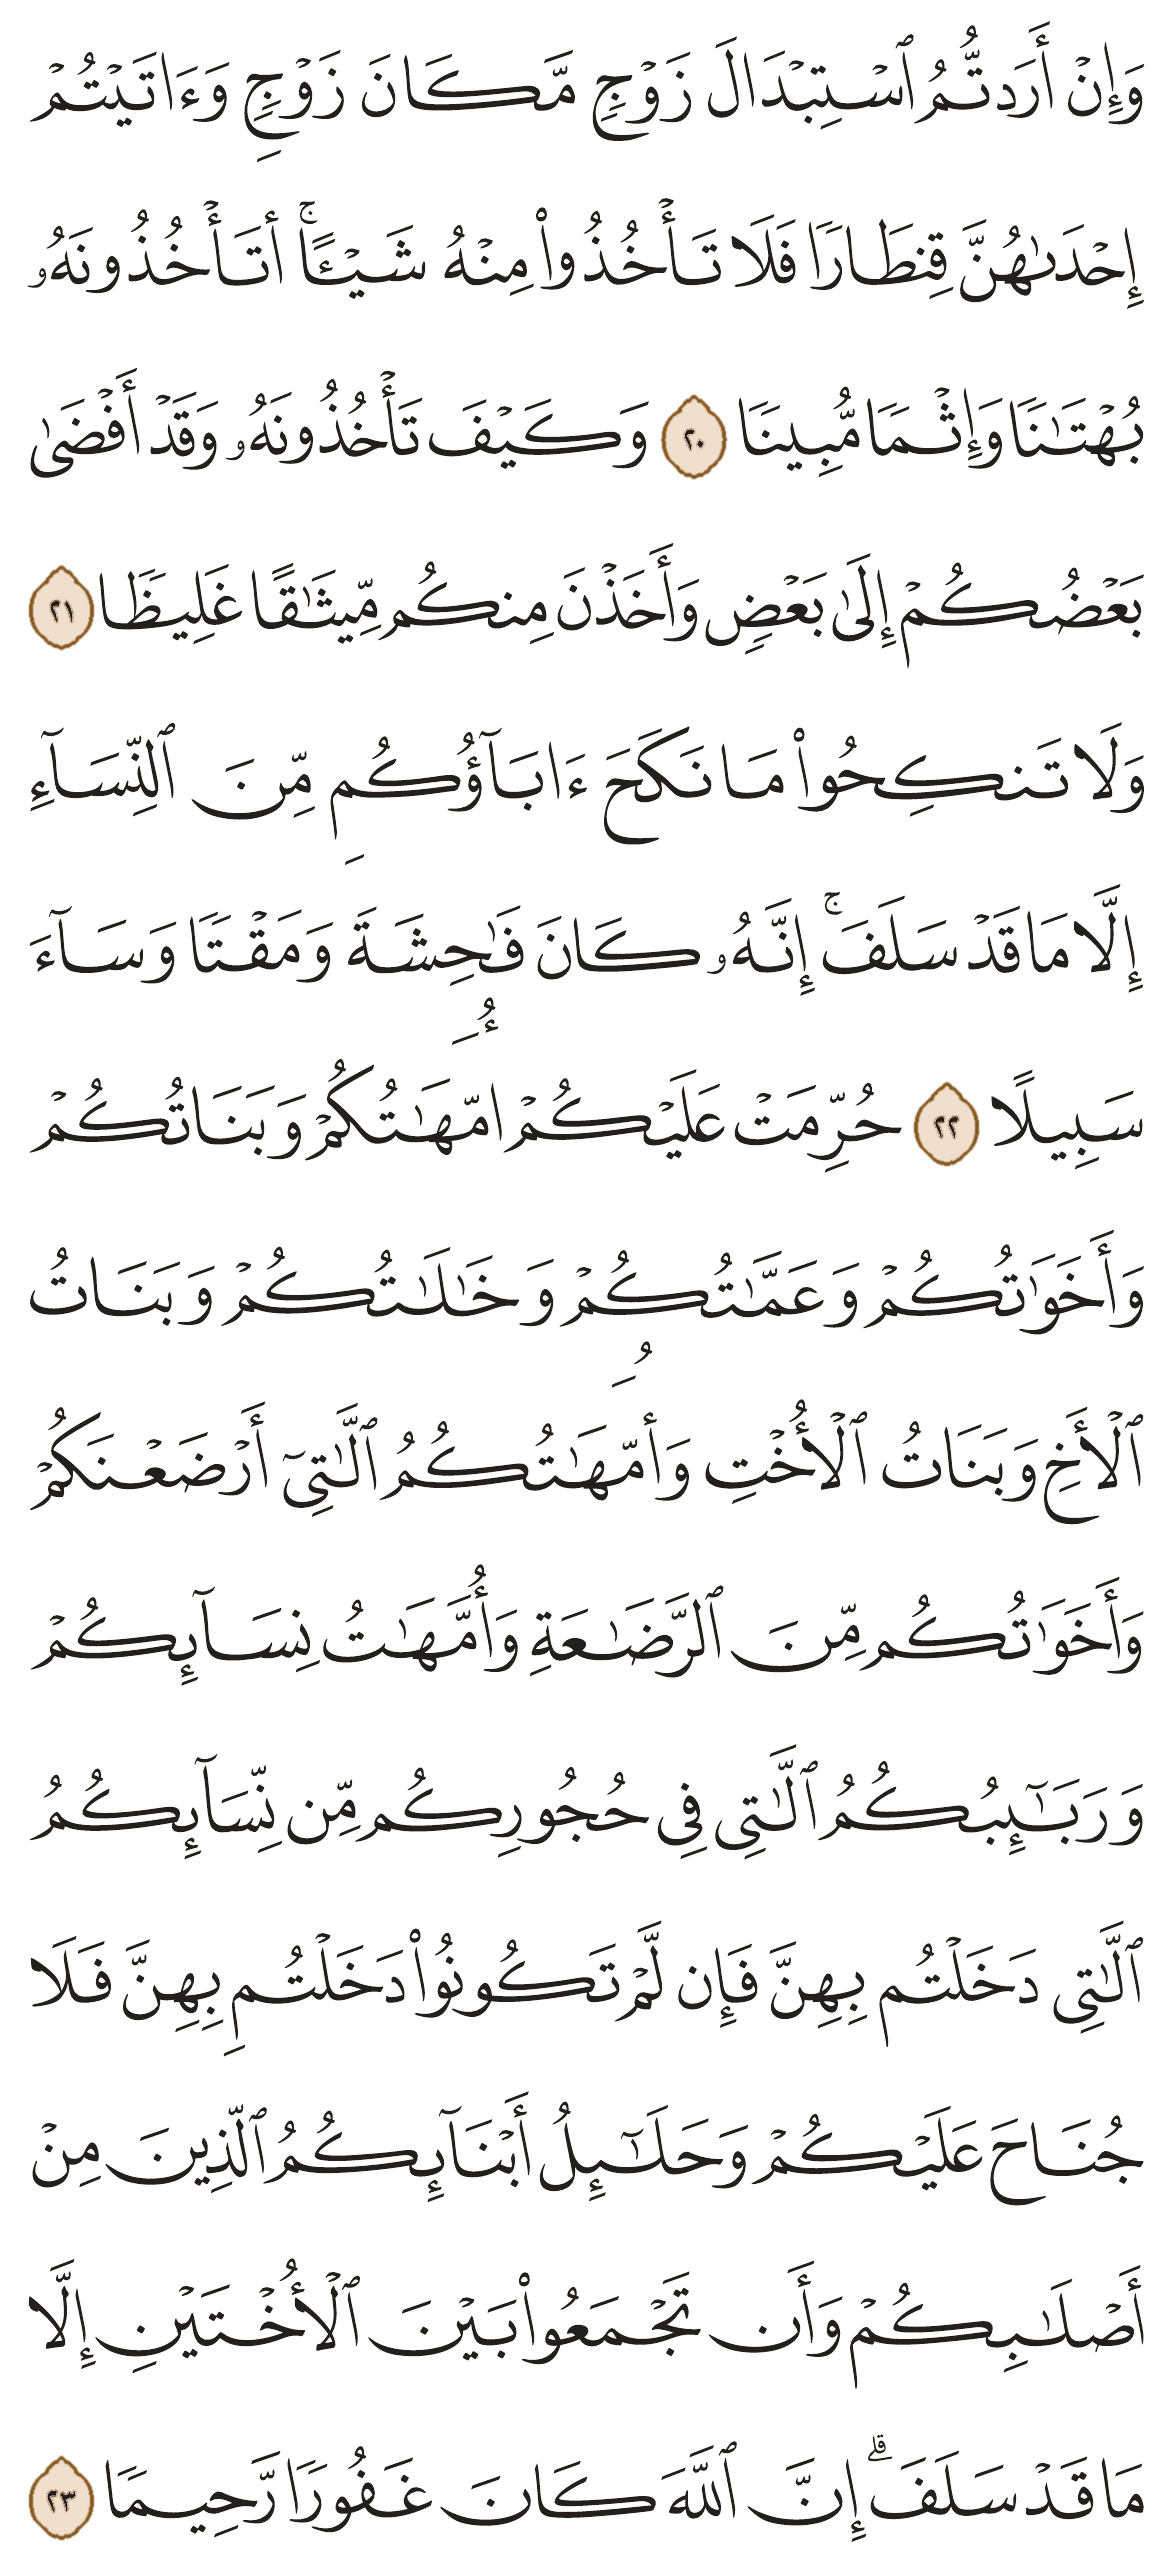 وَإِنْ أَرَدتُّمُ ٱسْتِبْدَالَ زَوْجٍ مَّكَانَ زَوْجٍ وَءَاتَيْتُمْ
إِحْدَىٰهُنَّ قِنطَارًا فَلَا تَأْخُذُوا۟ مِنْهُ شَيْـًٔا ۚ أَتَأْخُذُونَهُۥ
بُهْتَـٰنًا وَإِثْمًا مُّبِينًا ٢٠ وَكَيْفَ تَأْخُذُونَهُۥ وَقَدْ أَفْضَىٰ
بَعْضُكُمْ إِلَىٰ بَعْضٍ وَأَخَذْنَ مِنكُم مِّيثَـٰقًا غَلِيظًا ٢١
وَلَا تَنكِحُوا۟ مَا نَكَحَ ءَابَآؤُكُم مِّنَ ٱلنِّسَآءِ
إِلَّا مَا قَدْ سَلَفَ ۚ إِنَّهُۥ كَانَ فَـٰحِشَةً وَمَقْتًا وَسَآءَ
سَبِيلًا ٢٢ حُرِّمَتْ عَلَيْكُمْ أُمَّهَـٰتُكُمْ وَبَنَاتُكُمْ
وَأَخَوَٰتُكُمْ وَعَمَّـٰتُكُمْ وَخَـٰلَـٰتُكُمْ وَبَنَاتُ
ٱلْأَخِ وَبَنَاتُ ٱلْأُخْتِ وَأُمَّهَـٰتُكُمُ ٱلَّـٰتِىٓ أَرْضَعْنَكُمْ
وَأَخَوَٰتُكُم مِّنَ ٱلرَّضَـٰعَةِ وَأُمَّهَـٰتُ نِسَآئِكُمْ
وَرَبَـٰٓئِبُكُمُ ٱلَّـٰتِى فِى حُجُورِكُم مِّن نِّسَآئِكُمُ
ٱلَّـٰتِى دَخَلْتُم بِهِنَّ فَإِن لَّمْ تَكُونُوا۟ دَخَلْتُم بِهِنَّ فَلَا
جُنَاحَ عَلَيْكُمْ وَحَلَـٰٓئِلُ أَبْنَآئِكُمُ ٱلَّذِينَ مِنْ
أَصْلَـٰبِكُمْ وَأَن تَجْمَعُوا۟ بَيْنَ ٱلْأُخْتَيْنِ إِلَّا
مَا قَدْ سَلَفَ ۗ إِنَّ ٱللَّهَ كَانَ غَفُورًا رَّحِيمًا ٢٣